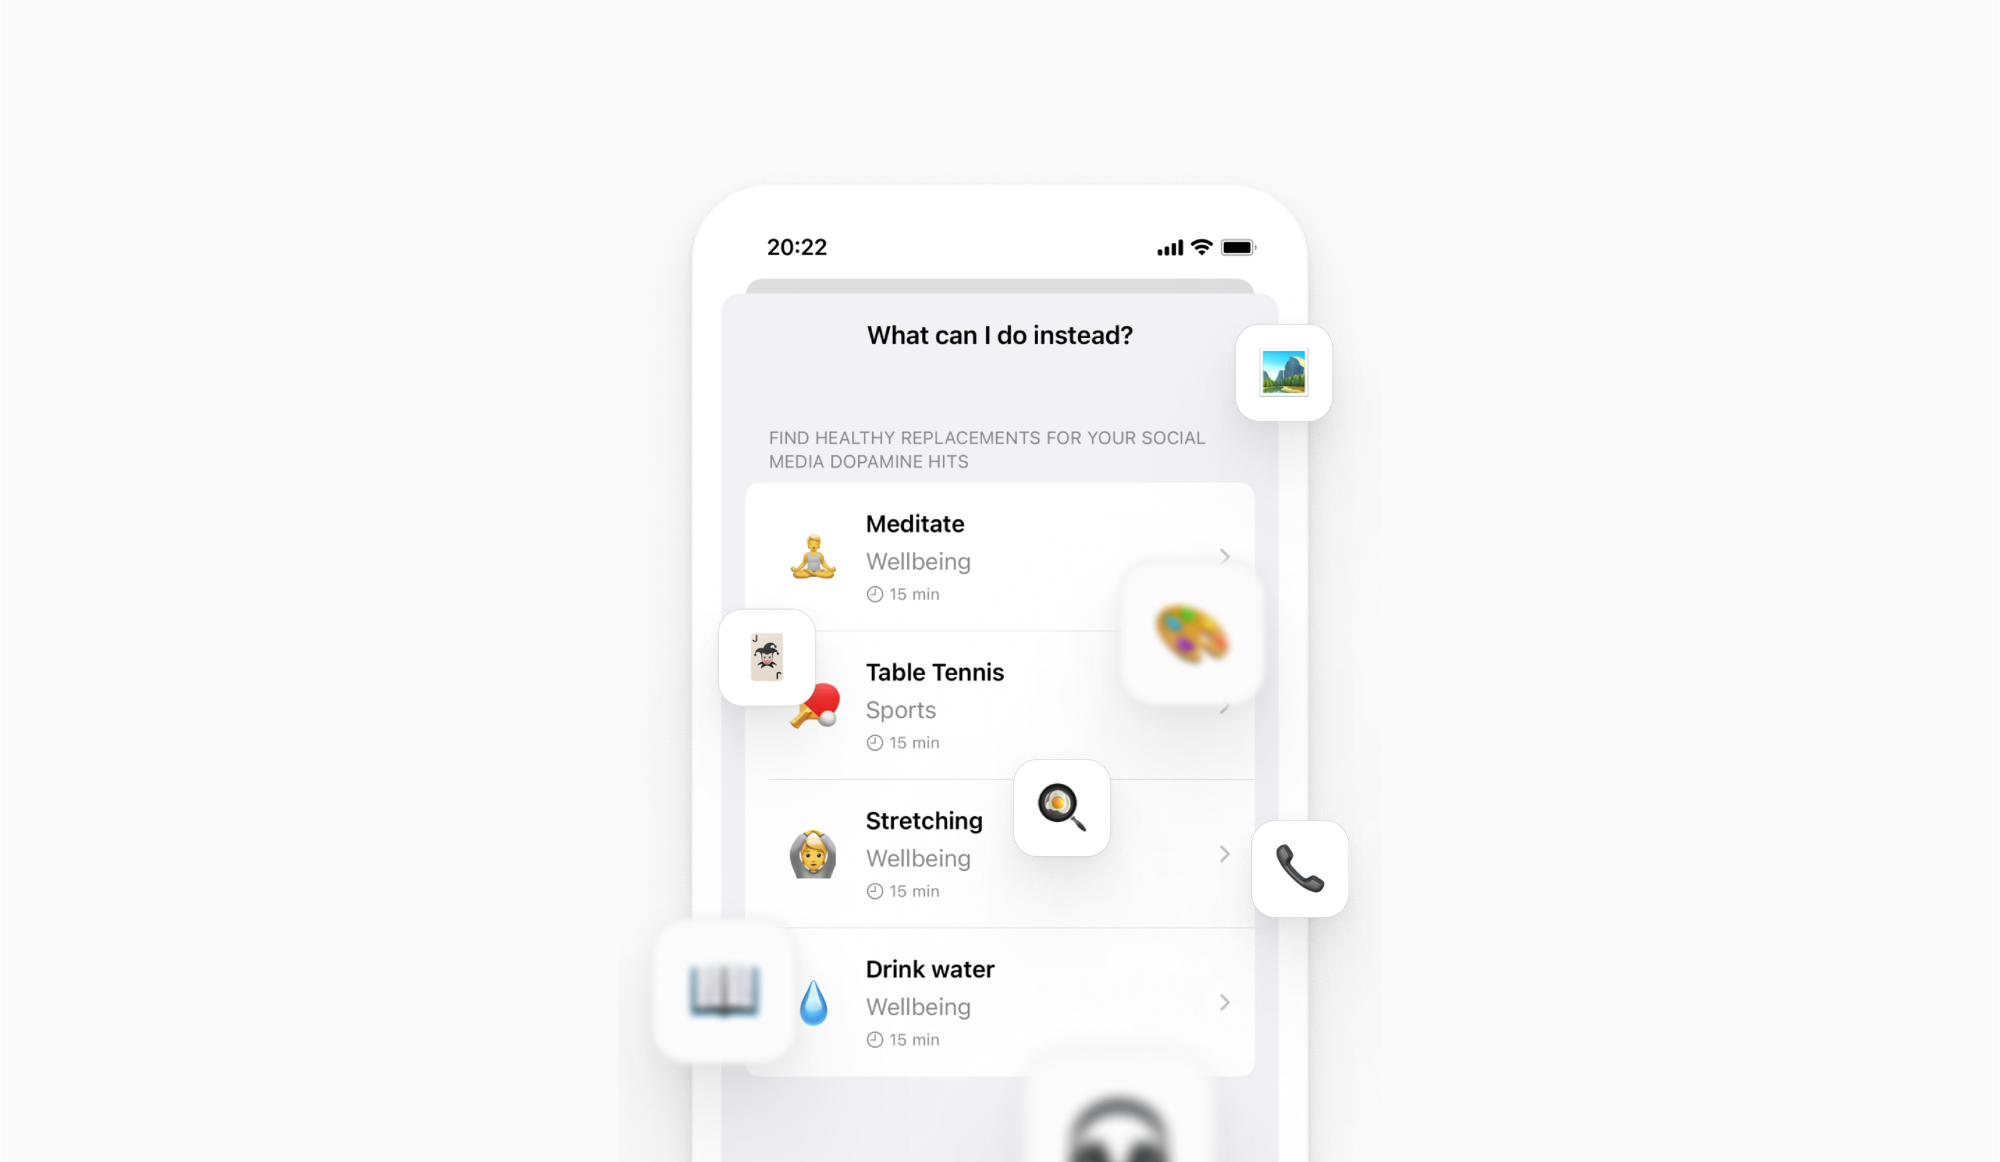 20:22
What can I do instead?
FIND HEALTHY REPLACEMENTS FOR YOUR SOCIAL
MEDIA DOPAMINE HITS
Meditate
Wellbeing
15 min
J
J
Table Tennis
Sports
15 min
Stretching
Wellbeing
15 min
Drink water
Wellbeing
15 min